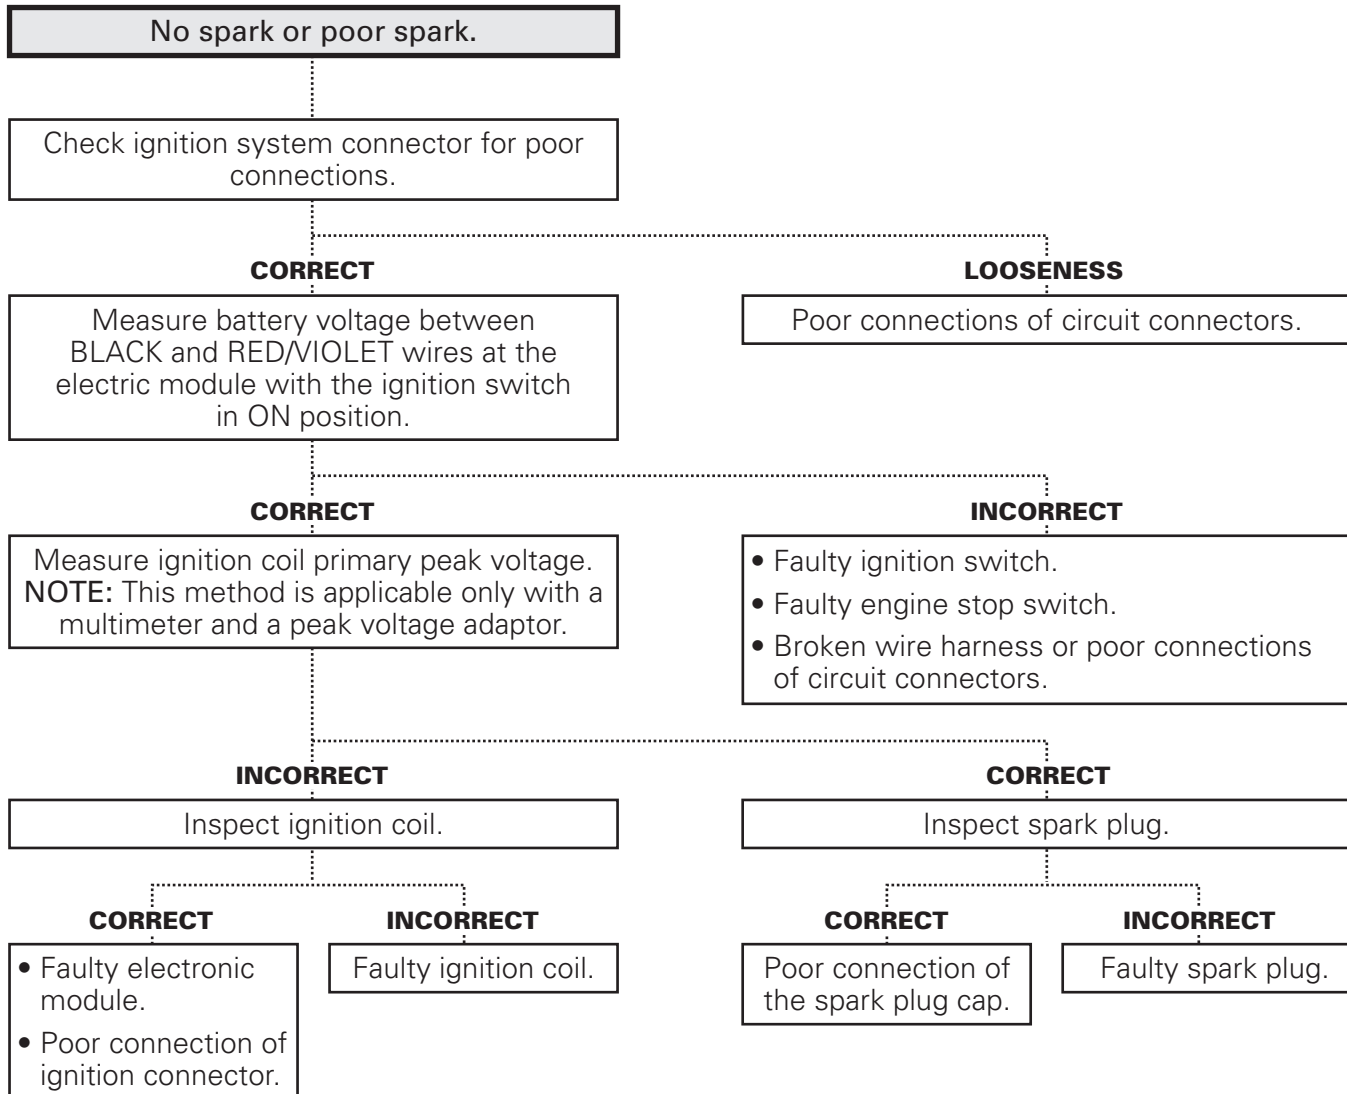 No spark or poor spark.
Check ignition system connector for poor
connections.
CORRECT
LOOSENESS
Measure battery voltage between
BLACK and RED/VIOLET wires at the
electric module with the ignition switch
in ON position.
Poor connections of circuit connectors.
CORRECT
INCORRECT
Measure ignition coil primary peak voltage.
NOTE: This method is applicable only with a
multimeter and a peak voltage adaptor.
• Faulty ignition switch.
• Faulty engine stop switch.
• Broken wire harness or poor connections
of circuit connectors.
INCORRECT
CORRECT
Inspect ignition coil.
Inspect spark plug.
CORRECT
INCORRECT
CORRECT
INCORRECT
• Faulty electronic
module.
• Poor connection of
ignition connector.
Faulty ignition coil.
Poor connection of
the spark plug cap.
Faulty spark plug.